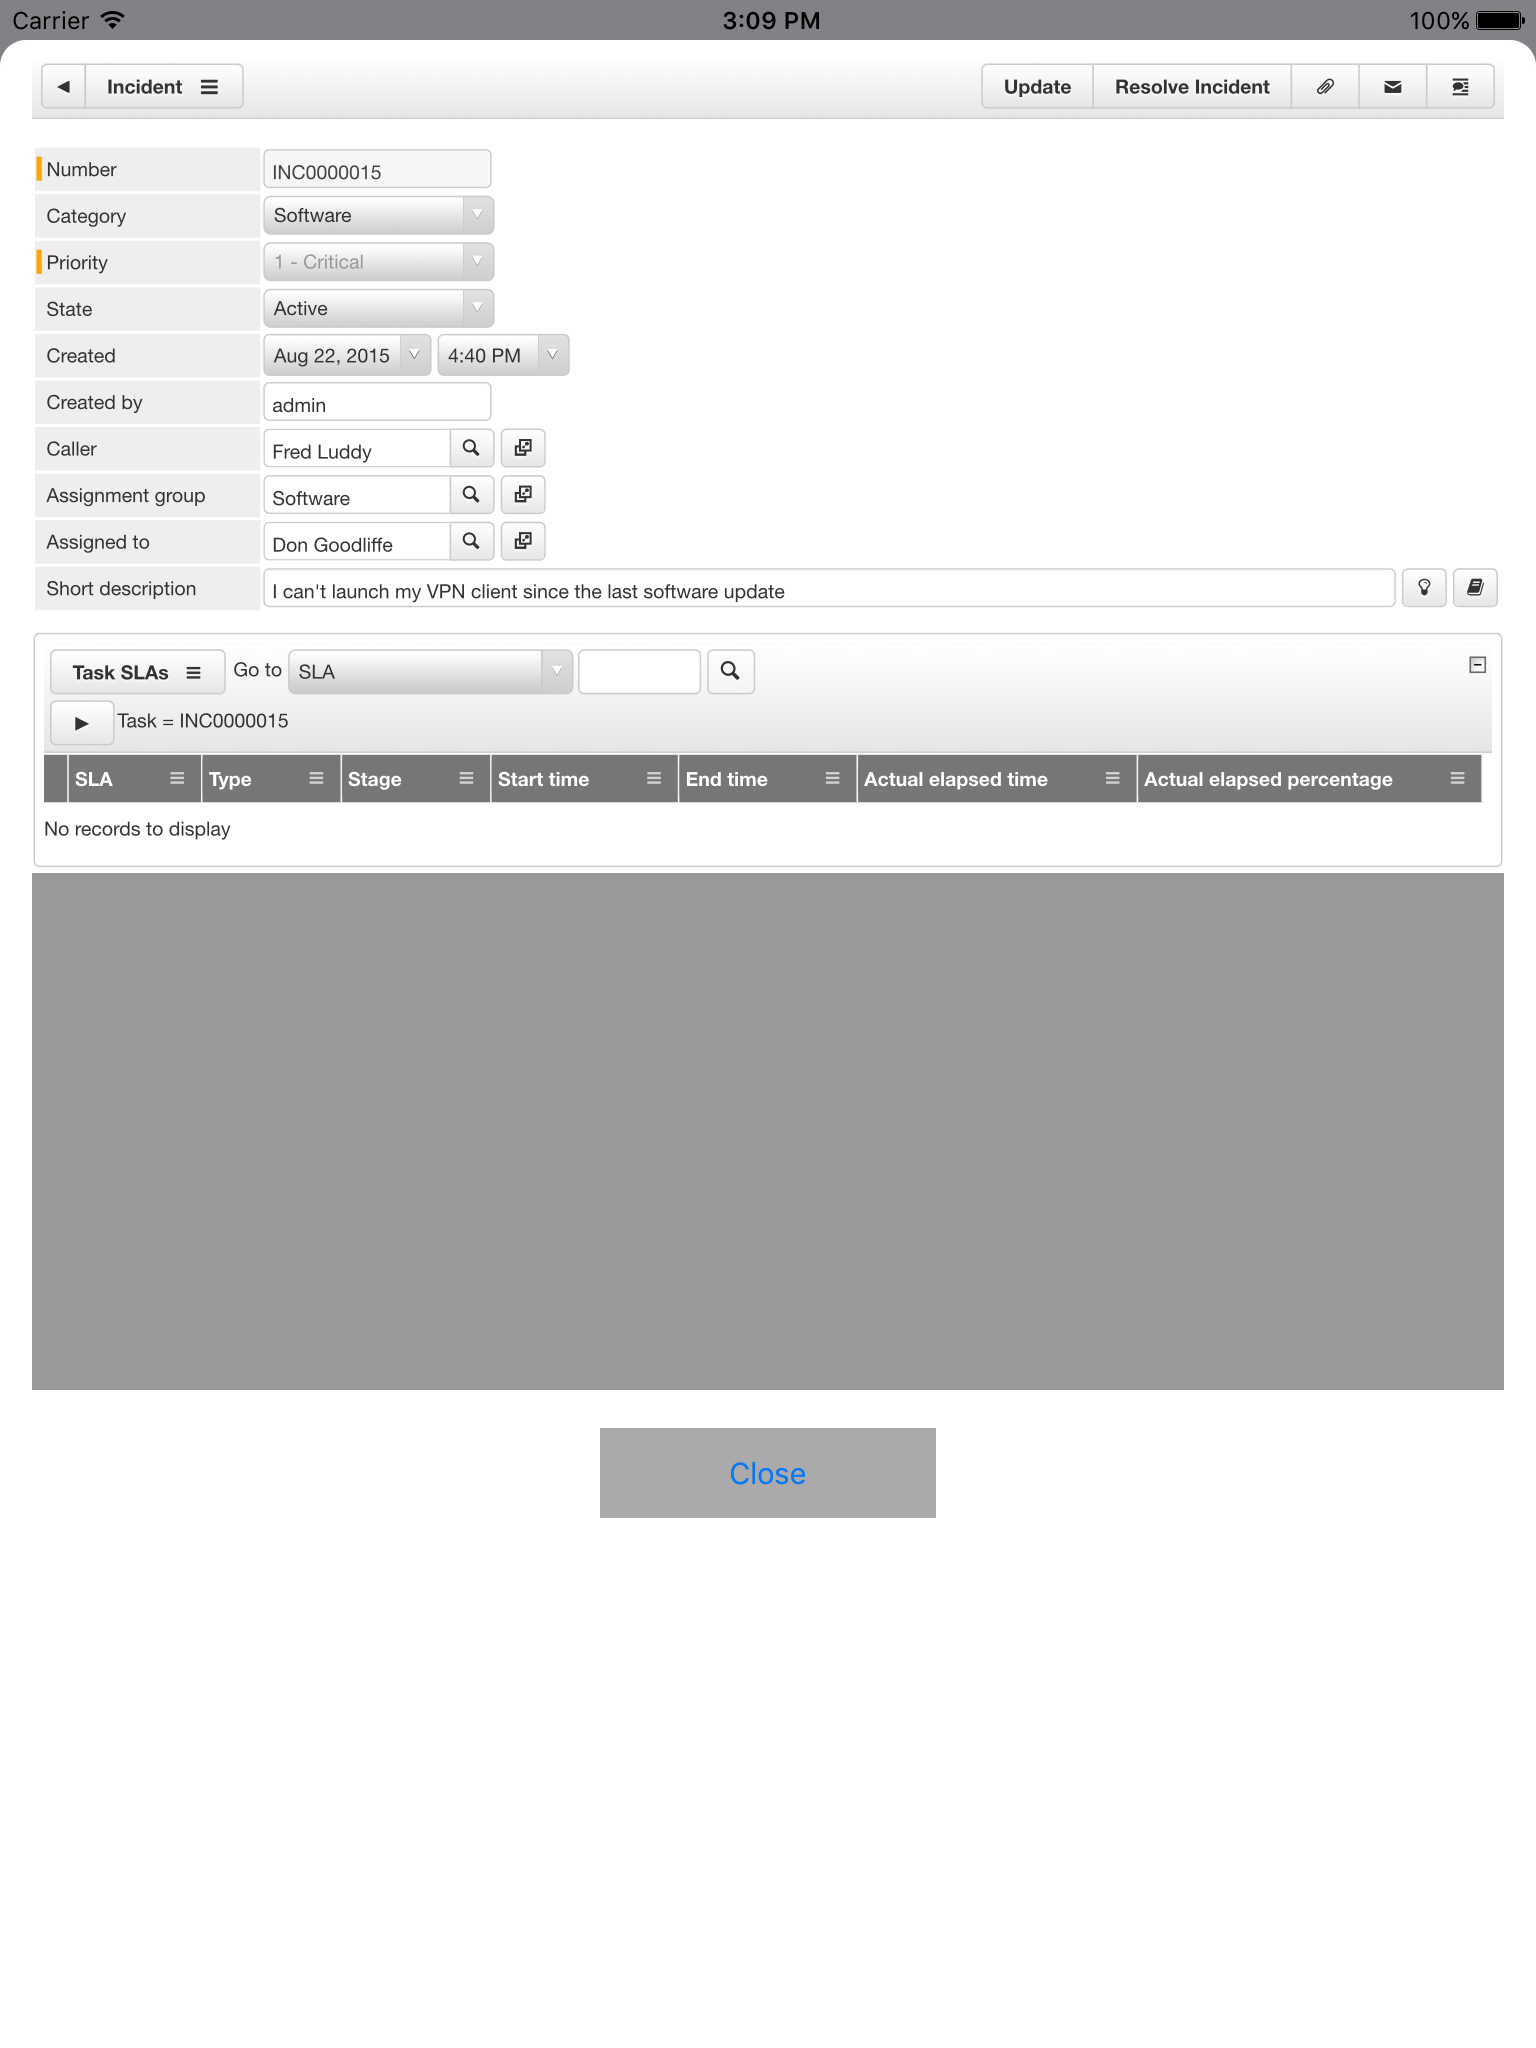 Carrier 3:09 PM 100%
Incident Update Resolve Incident
Number INC0000015
Category Software
Priority 1 - Critical
State Active
Created Aug 22, 2015 4:40 PM
Created by admin
Caller Fred Luddy
Assignment group Software
Assigned to Don Goodliffe
Short description I can't launch my VPN client since the last software update
Task SLAs Go to SLA
Task = INC0000015
SLA Type Stage Start time End time Actual elapsed time Actual elapsed percentage
No records to display
Close